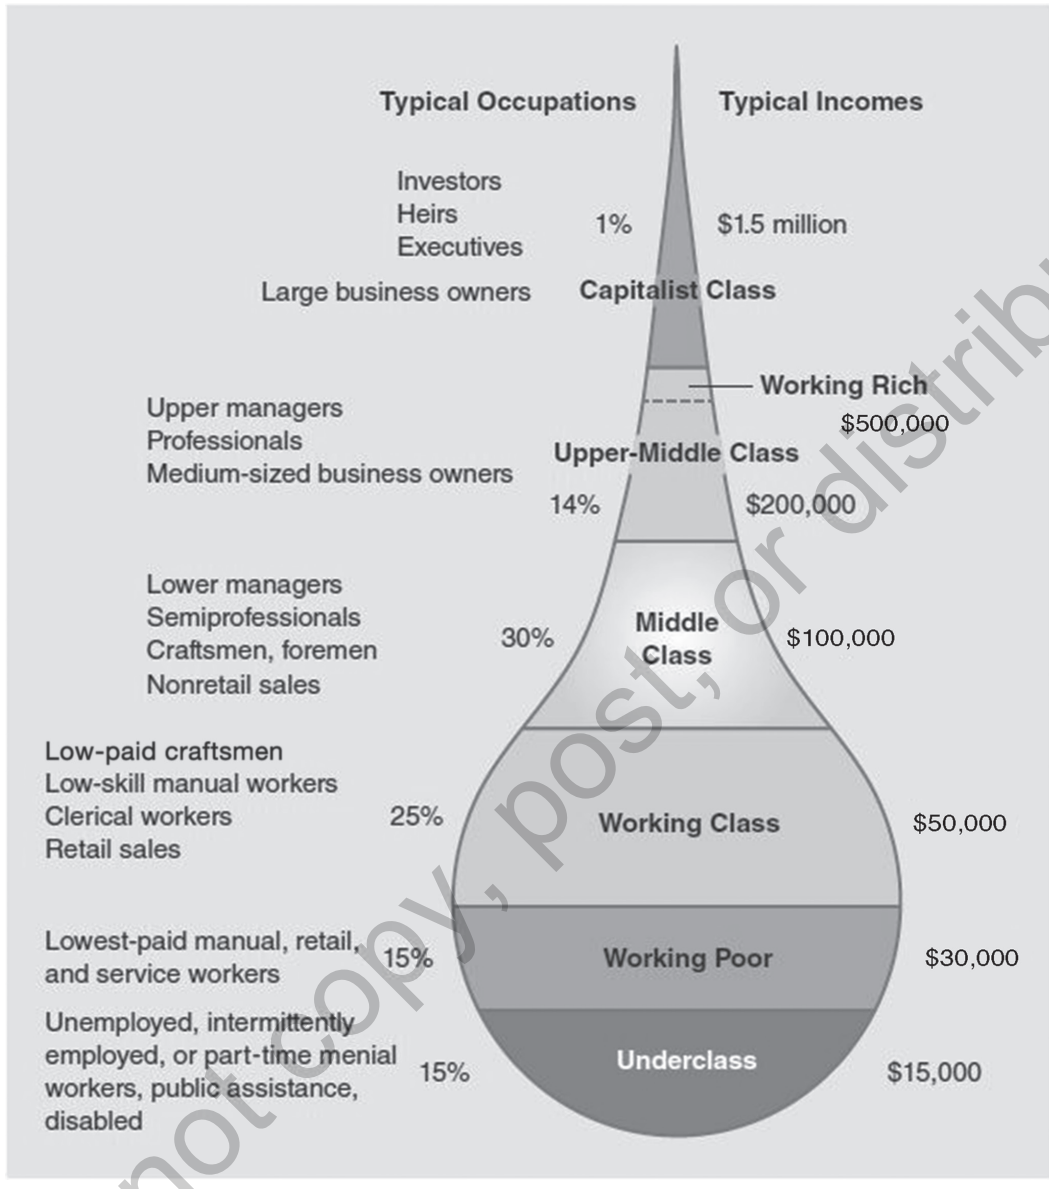 Typical Occupations
Typical Incomes
Investors
Heirs
Executives
1%
$1.5 million
Large business owners
Capitalist Class
Working Rich
$500,000
Upper managers
Professionals
Medium-sized business owners
Upper-Middle Class
14%
$200,000
Lower managers
Semiprofessionals
Craftsmen, foremen
Nonretail sales
30%
Middle
Class
$100,000
Low-paid craftsmen
Low-skill manual workers
Clerical workers
Retail sales
25%
Working Class
$50,000
Lowest-paid manual, retail,
and service workers
15%
Working Poor
$30,000
Unemployed, intermittently
employed, or part-time menial
workers, public assistance,
disabled
15%
Underclass
$15,000
not copy, post, or